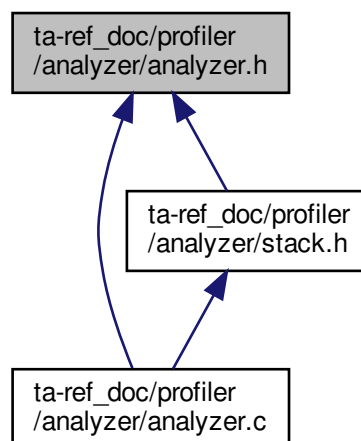 ta-ref_doc/profiler
/analyzer/analyzer.h
ta-ref_doc/profiler
/analyzer/stack.h
ta-ref_doc/profiler
/analyzer/analyzer.c